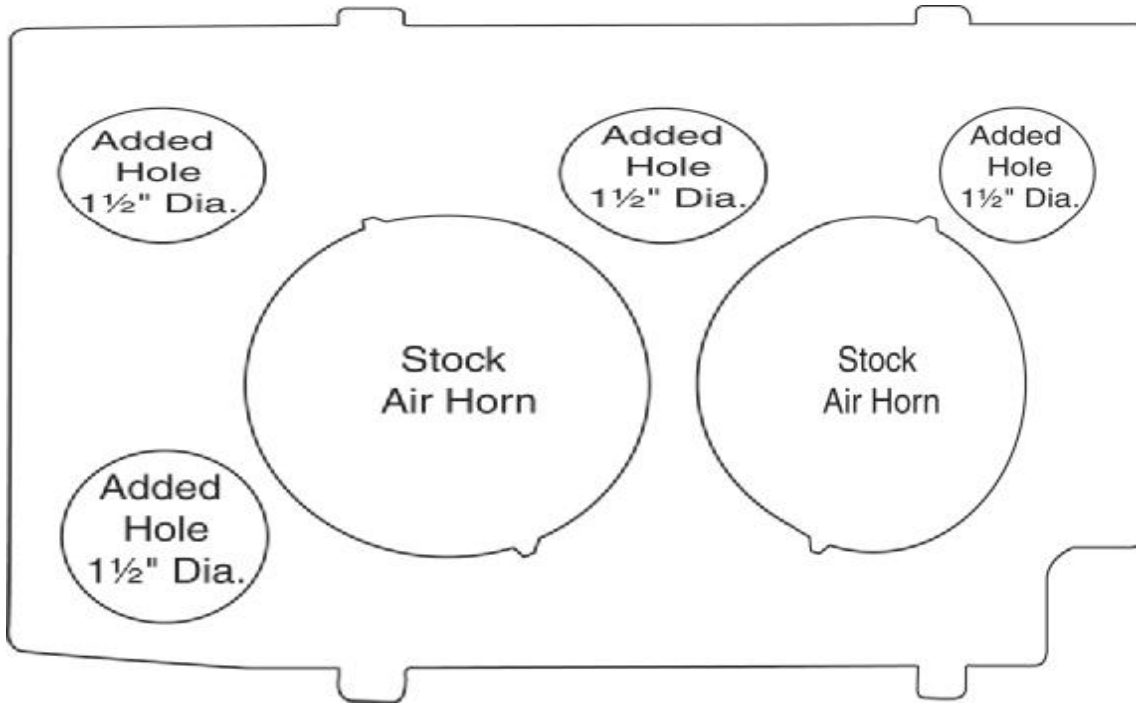 Added
Hole
1½" Dia.
Added
Hole
1½" Dia.
Added
Hole
1½" Dia.
Stock
Air Horn
Stock
Air Horn
Added
Hole
1½" Dia.